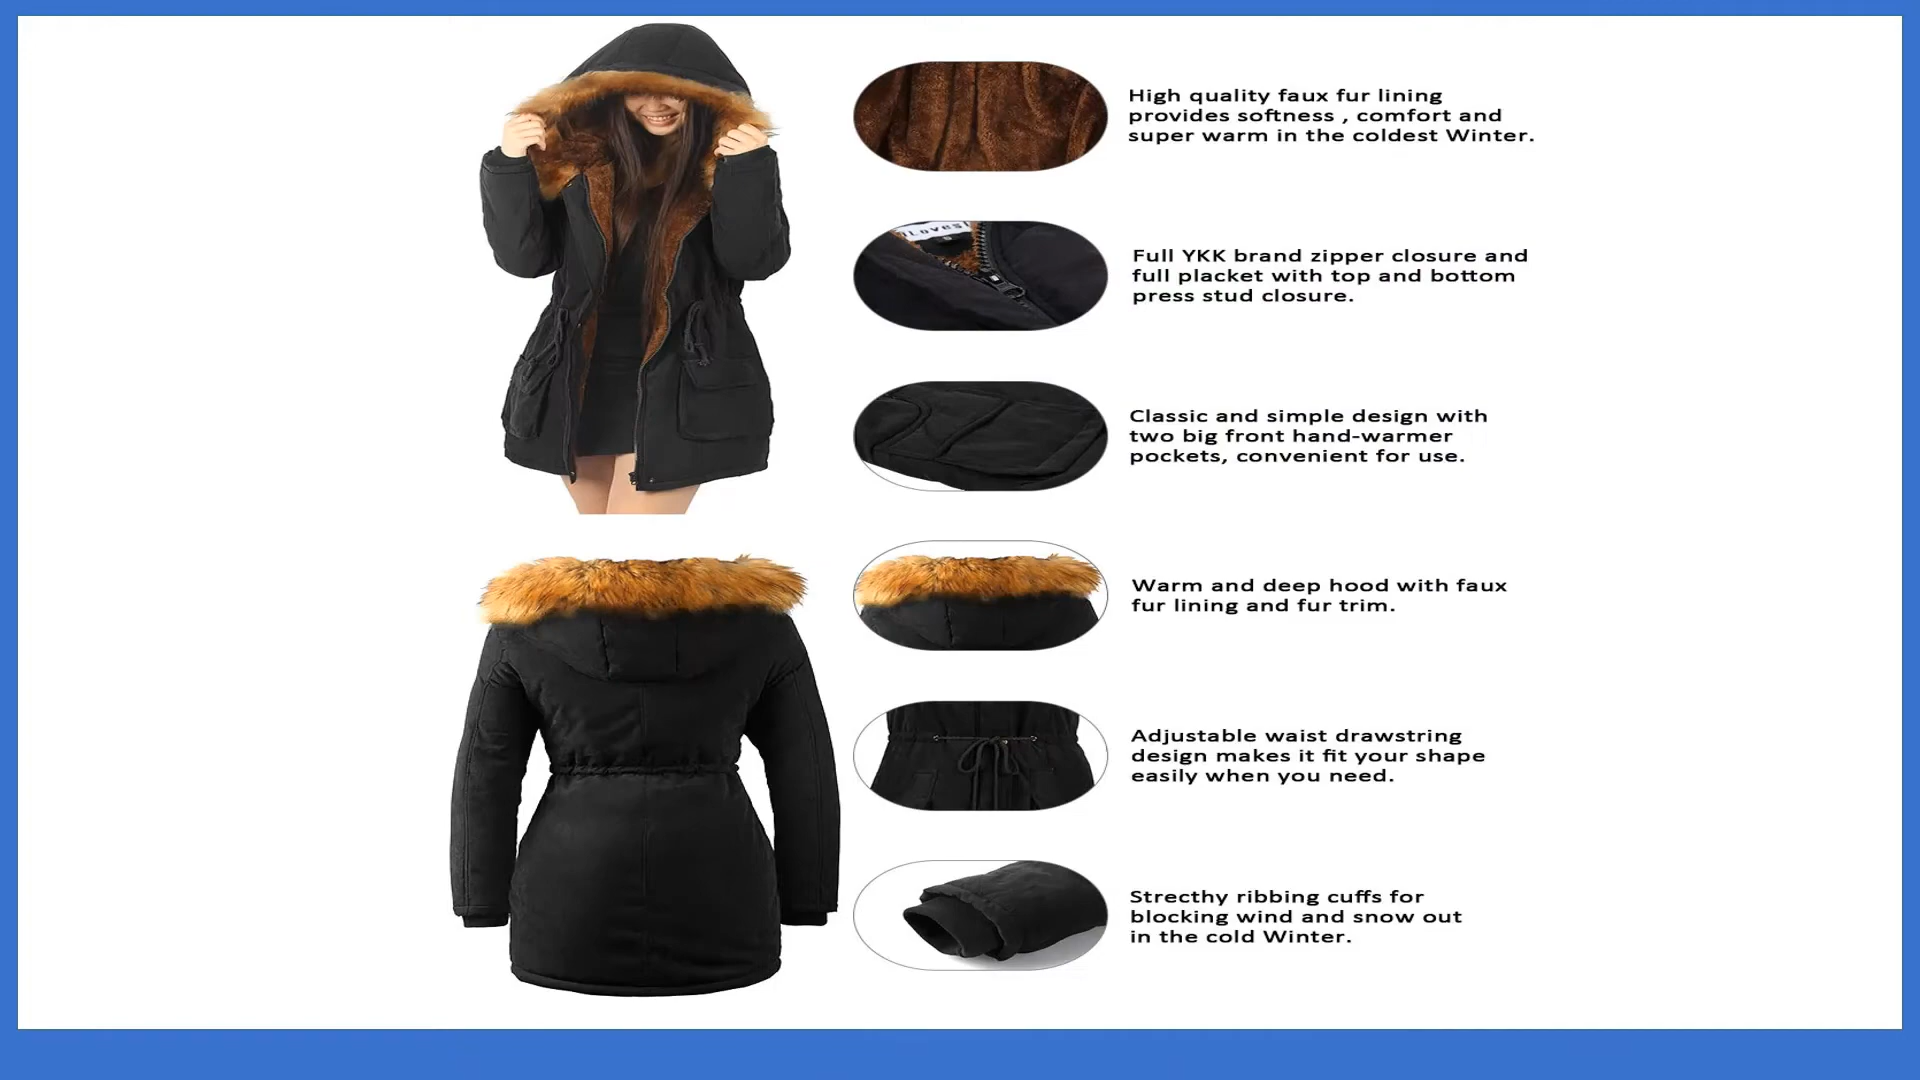 High quality faux fur lining
provides softness , comfort and
super warm in the coldest Winter.
Full YKK brand zipper closure and
full placket with top and bottom
press stud closure.
Classic and simple design with
two big front hand-warmer
pockets, convenient for use.
Warm and deep hood with faux
fur lining and fur trim.
Adjustable waist drawstring
design makes it fit your shape
easily when you need.
Strecthy ribbing cuffs for
blocking wind and snow out
in the cold Winter.